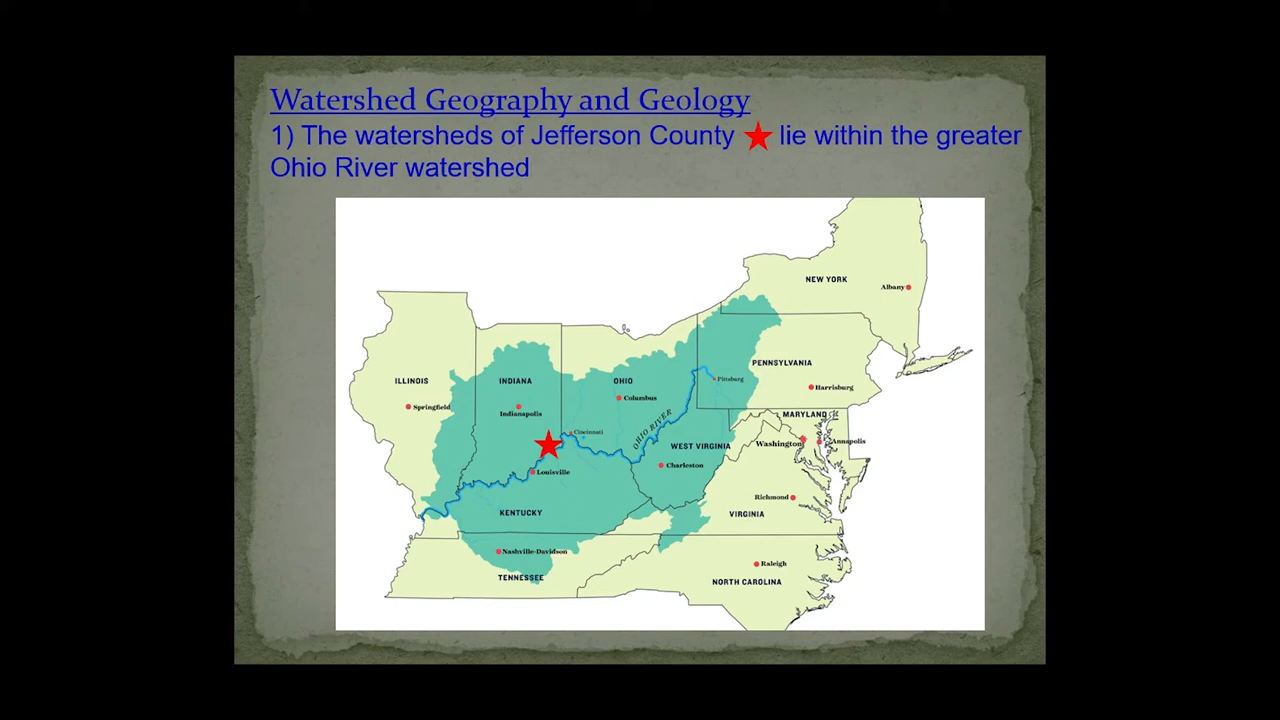 Watershed Geography and Geology
1) The watersheds of Jefferson County ★ lie within the greater
Ohio River watershed
NEW YORK
Albany
PENNSYLVANIA
Pittsburg
Harrisburg
ILLINOIS
INDIANA
OHIO
Springfield
Indianapolis
Columbus
MARYLAND
Cincinnati
OHIO RIVER
WEST VIRGINIA
Washington
Annapolis
Louisville
Charleston
Richmond
KENTUCKY
VIRGINIA
Nashville-Davidson
TENNESSEE
Raleigh
NORTH CAROLINA